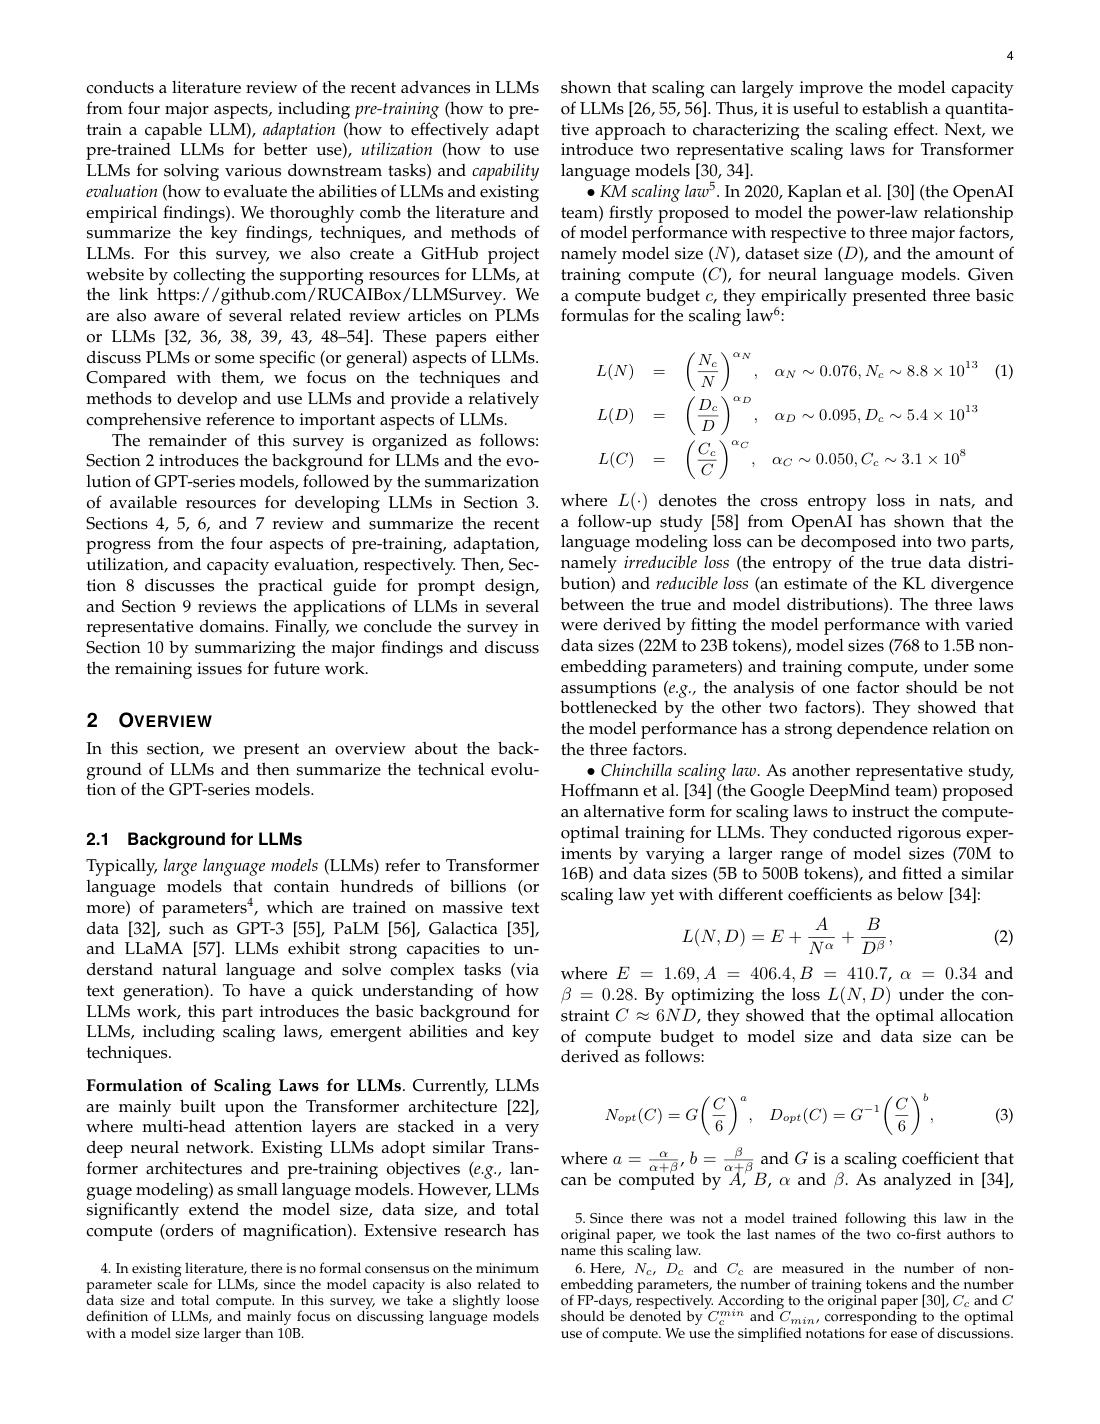 4
conducts a literature review of the recent advances in LLMs
from four major aspects, including pre-training (how to pre-
train a capable LLM), adaptation (how to effectively adapt
pre-trained LLMs for better use), utilization (how to use
LLMs for solving various downstream tasks) and capability
evaluation (how to evaluate the abilities of LLMs and existing
empirical findings). We thoroughly comb the literature and
summarize the key findings, techniques, and methods of
LLMs. For this survey, we also create a GitHub project
website by collecting the supporting resources for LLMs, at
the link https://github.com/RUCAIBox/LLMSurvey. We
are also aware of several related review articles on PLMs
or LLMs [32, 36, 38, 39, 43, 48–54]. These papers either
discuss PLMs or some specific (or general) aspects of LLMs.
Compared with them, we focus on the techniques and
methods to develop and use LLMs and provide a relatively
comprehensive reference to important aspects of LLMs.
The remainder of this survey is organized as follows:
Section 2 introduces the background for LLMs and the evo-
lution of GPT-series models, followed by the summarization
of available resources for developing LLMs in Section 3.
Sections 4, 5, 6, and 7 review and summarize the recent
progress from the four aspects of pre-training, adaptation,
utilization, and capacity evaluation, respectively. Then, Sec-
tion 8 discusses the practical guide for prompt design,
and Section 9 reviews the applications of LLMs in several
representative domains. Finally, we conclude the survey in
Section 10 by summarizing the major findings and discuss
the remaining issues for future work.
2 OVERVIEW
In this section, we present an overview about the back-
ground of LLMs and then summarize the technical evolu-
tion of the GPT-series models.
2.1 Background for LLMs
Typically, large language models (LLMs) refer to Transformer
language models that contain hundreds of billions (or
more) of parameters⁴, which are trained on massive text
data [32], such as GPT-3 [55], PaLM [56], Galactica [35],
and LLaMA [57]. LLMs exhibit strong capacities to un-
derstand natural language and solve complex tasks (via
text generation). To have a quick understanding of how
LLMs work, this part introduces the basic background for
LLMs, including scaling laws, emergent abilities and key
techniques.
Formulation of Scaling Laws for LLMs. Currently, LLMs
are mainly built upon the Transformer architecture [22],
where multi-head attention layers are stacked in a very
deep neural network. Existing LLMs adopt similar Trans-
former architectures and pre-training objectives (e.g., lan-
guage modeling) as small language models. However, LLMs
significantly extend the model size, data size, and total
compute (orders of magnification). Extensive research has
4. In existing literature, there is no formal consensus on the minimum
parameter scale for LLMs, since the model capacity is also related to
data size and total compute. In this survey, we take a slightly loose
definition of LLMs, and mainly focus on discussing language models
with a model size larger than 10B.
shown that scaling can largely improve the model capacity
of LLMs [26, 55, 56]. Thus, it is useful to establish a quantita-
tive approach to characterizing the scaling effect. Next, we
introduce two representative scaling laws for Transformer
language models [30, 34].
• KM scaling law⁵. In 2020, Kaplan et al. [30] (the OpenAI
team) firstly proposed to model the power-law relationship
of model performance with respective to three major factors,
namely model size (N), dataset size (D), and the amount of
training compute (C), for neural language models. Given
a compute budget c, they empirically presented three basic
formulas for the scaling law⁶:
L(N) = (N_c/N)^{α_N}, α_N ∼ 0.076, N_c ∼ 8.8 × 10¹³ (1)
L(D) = (D_c/D)^{α_D}, α_D ∼ 0.095, D_c ∼ 5.4 × 10¹³
L(C) = (C_c/C)^{α_C}, α_C ∼ 0.050, C_c ∼ 3.1 × 10⁸
where L(·) denotes the cross entropy loss in nats, and
a follow-up study [58] from OpenAI has shown that the
language modeling loss can be decomposed into two parts,
namely irreducible loss (the entropy of the true data distri-
bution) and reducible loss (an estimate of the KL divergence
between the true and model distributions). The three laws
were derived by fitting the model performance with varied
data sizes (22M to 23B tokens), model sizes (768 to 1.5B non-
embedding parameters) and training compute, under some
assumptions (e.g., the analysis of one factor should be not
bottlenecked by the other two factors). They showed that
the model performance has a strong dependence relation on
the three factors.
• Chinchilla scaling law. As another representative study,
Hoffmann et al. [34] (the Google DeepMind team) proposed
an alternative form for scaling laws to instruct the compute-
optimal training for LLMs. They conducted rigorous exper-
iments by varying a larger range of model sizes (70M to
16B) and data sizes (5B to 500B tokens), and fitted a similar
scaling law yet with different coefficients as below [34]:
L(N, D) = E + A/N^α + B/D^β, (2)
where E = 1.69, A = 406.4, B = 410.7, α = 0.34 and
β = 0.28. By optimizing the loss L(N, D) under the con-
straint C ≈ 6ND, they showed that the optimal allocation
of compute budget to model size and data size can be
derived as follows:
N_{opt}(C) = G(C/6)^a, D_{opt}(C) = G⁻¹(C/6)^b, (3)
where a = α/(α+β), b = β/(α+β) and G is a scaling coefficient that
can be computed by A, B, α and β. As analyzed in [34],
5. Since there was not a model trained following this law in the
original paper, we took the last names of the two co-first authors to
name this scaling law.
6. Here, N_c, D_c and C_c are measured in the number of non-
embedding parameters, the number of training tokens and the number
of FP-days, respectively. According to the original paper [30], C_c and C
should be denoted by C_c^{min} and C_{min}, corresponding to the optimal
use of compute. We use the simplified notations for ease of discussions.